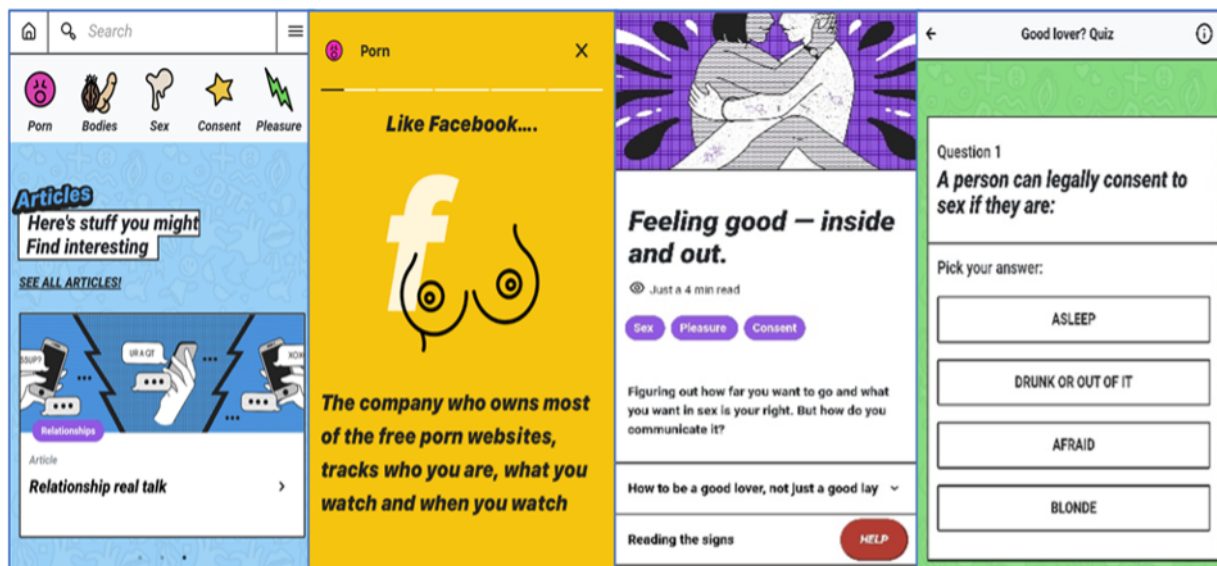 Search
Porn
Bodies
Sex
Consent
Pleasure
Articles
Here's stuff you might
Find interesting
SEE ALL ARTICLES!
SSUP?
UR A QT
XOX
Relationships
Article
Relationship real talk
Porn
X
Like Facebook....
f
The company who owns most
of the free porn websites,
tracks who you are, what you
watch and when you watch
Feeling good — inside
and out.
Just a 4 min read
Sex
Pleasure
Consent
Figuring out how far you want to go and what
you want in sex is your right. But how do you
communicate it?
How to be a good lover, not just a good lay
Reading the signs
HELP
Good lover? Quiz
Question 1
A person can legally consent to
sex if they are:
Pick your answer:
ASLEEP
DRUNK OR OUT OF IT
AFRAID
BLONDE